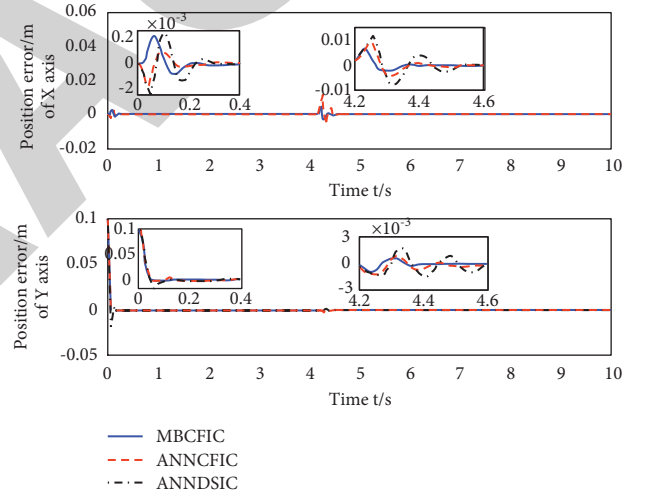 Position error/m
of X axis
0.06
0.04
0.02
0
-0.02
×10⁻³
0.2
0
-2
0 0.2 0.4
0.01
0
-0.01
4.2 4.4 4.6
0 1 2 3 4 5 6 7 8 9 10
Time t/s
Position error/m
of Y axis
0.1
0.05
0
-0.05
0.1
0.05
0
0 0.2 0.4
×10⁻³
3
0
-3
4.2 4.4 4.6
0 1 2 3 4 5 6 7 8 9 10
Time t/s
MBCFIC
ANNCFIC
ANNDSIC